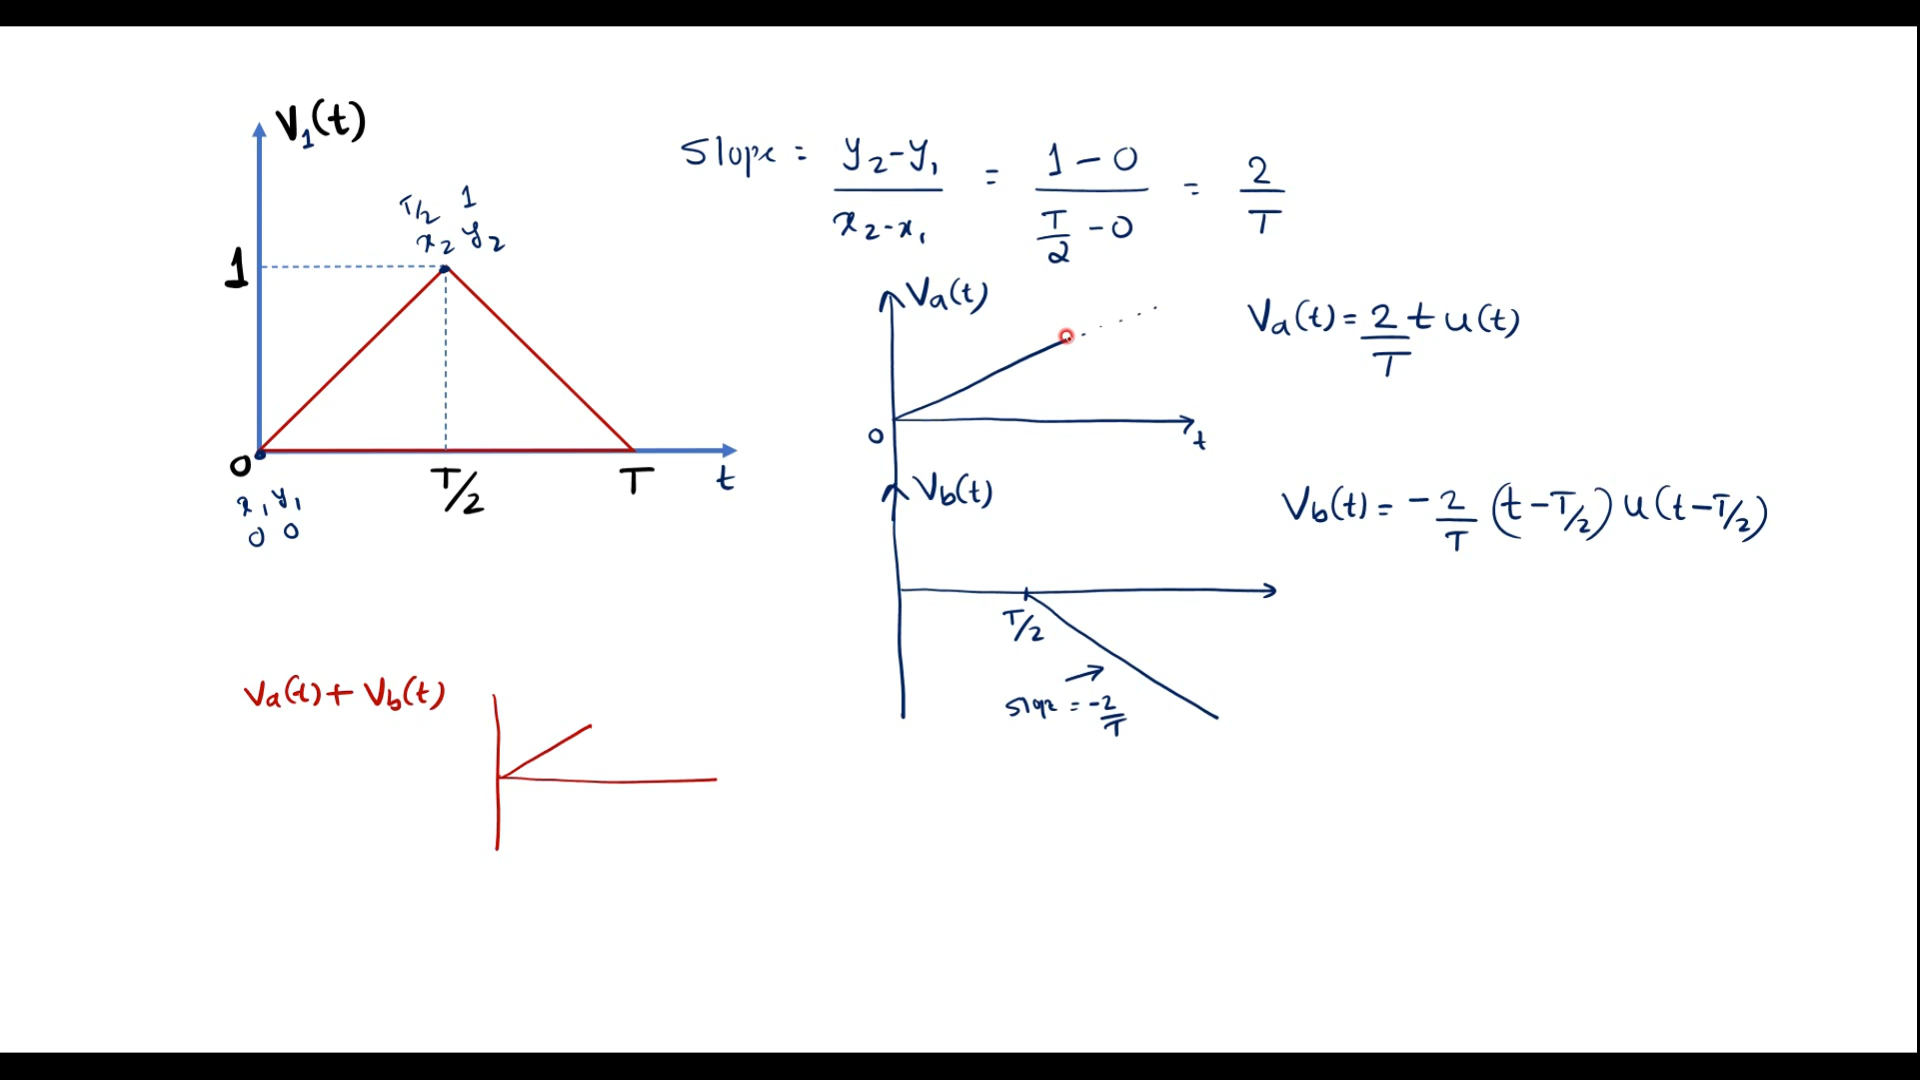 V₁(t)
Slope = y₂-y₁ / x₂-x₁ = 1-0 / T/2 -0 = 2/T
T/2 1
x₂ y₂
1
Va(t)
Va(t) = 2/T t u(t)
0
t
0
T/2
T
t
x₁ y₁
0 0
Vb(t)
Vb(t) = -2/T (t-T/2) u(t-T/2)
T/2
slope = -2/T
Va(t) + Vb(t)